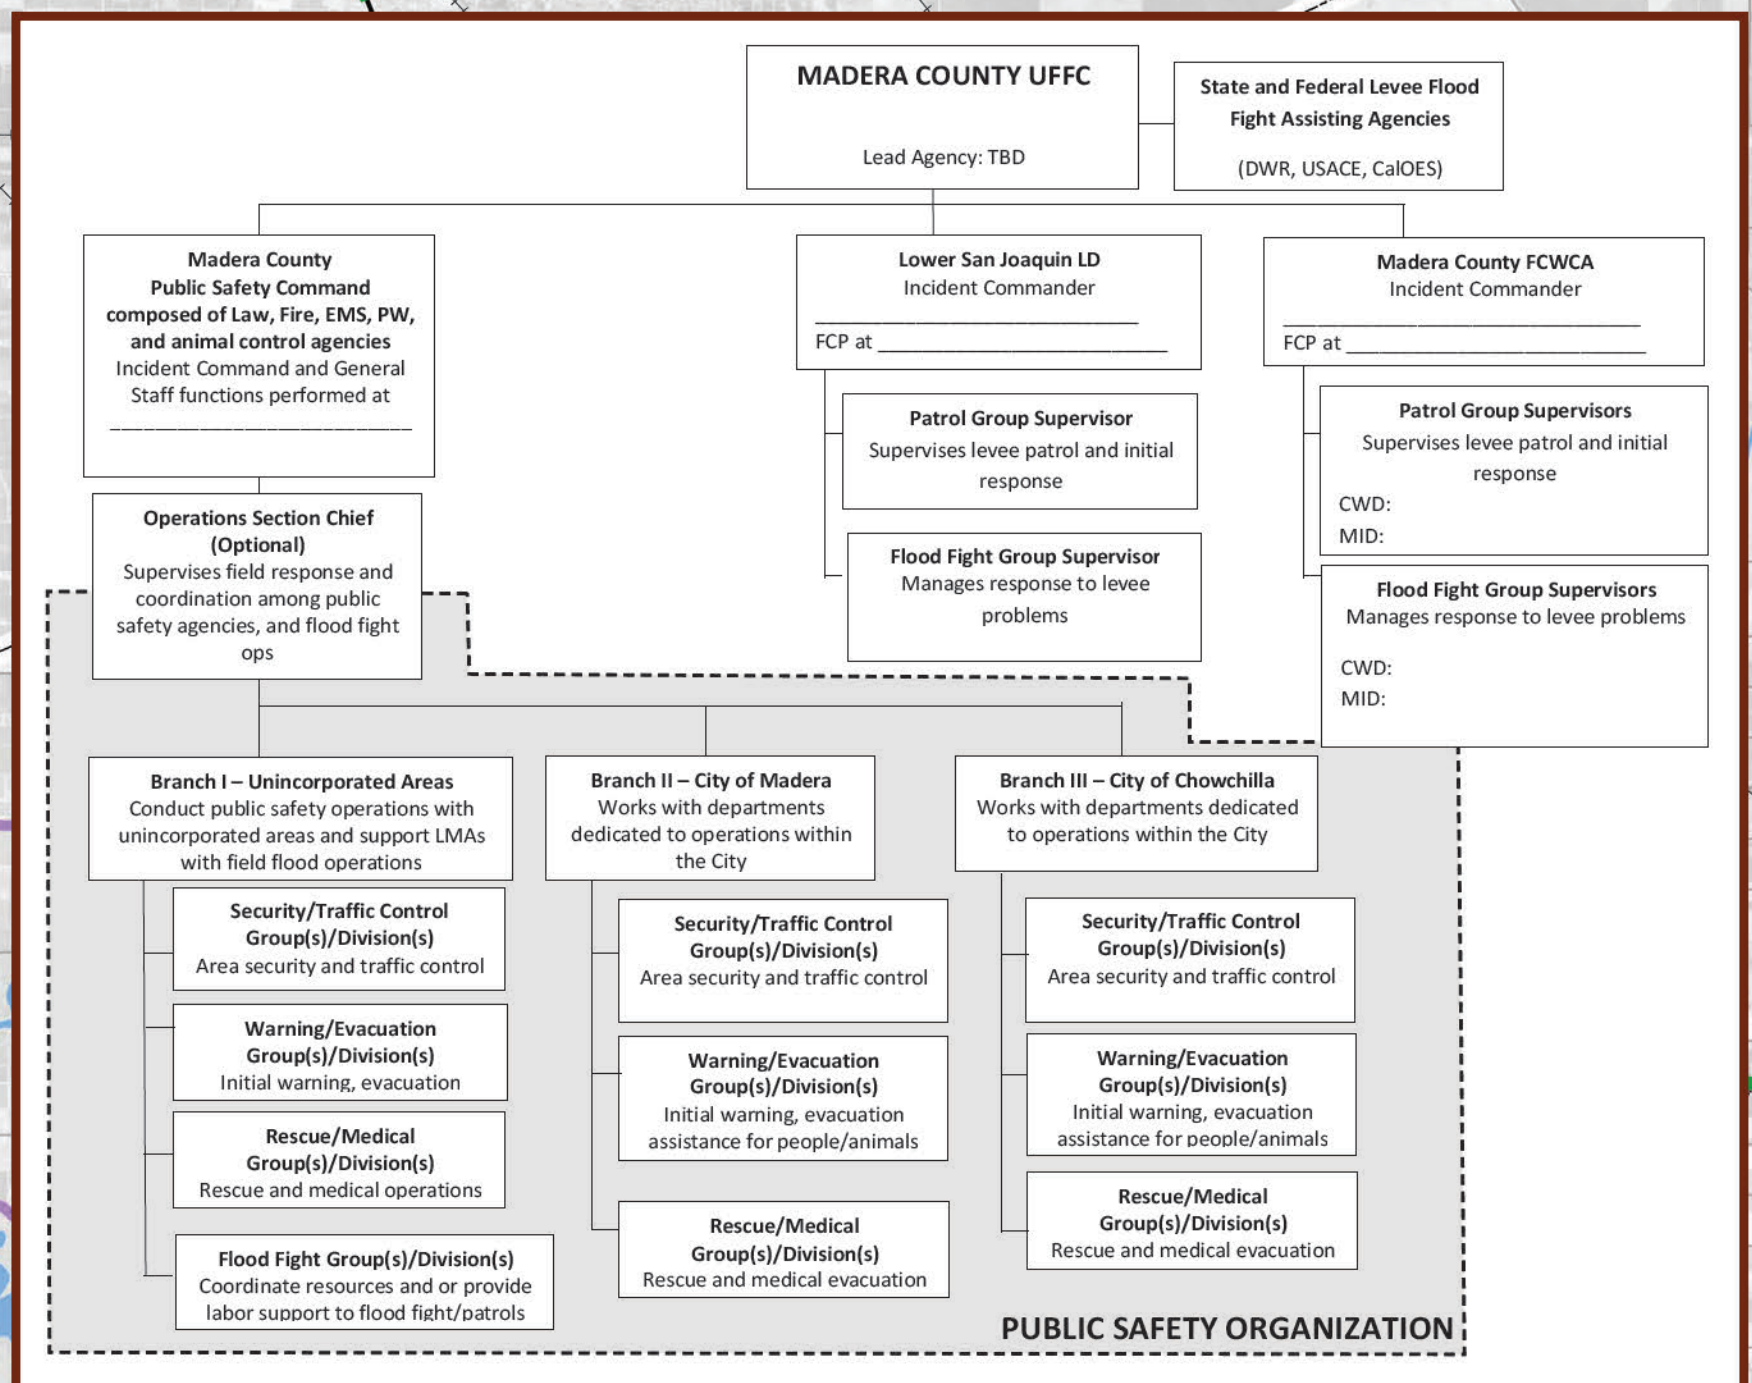 MADERA COUNTY UFFC
Lead Agency: TBD
State and Federal Levee Flood
Fight Assisting Agencies
(DWR, USACE, CalOES)
Madera County
Public Safety Command
composed of Law, Fire, EMS, PW,
and animal control agencies
Incident Command and General
Staff functions performed at
___________________________
Lower San Joaquin LD
Incident Commander
_____________________________
FCP at __________________________
Madera County FCWCA
Incident Commander
________________________________
FCP at ___________________________
Patrol Group Supervisor
Supervises levee patrol and initial
response
Flood Fight Group Supervisor
Manages response to levee
problems
Patrol Group Supervisors
Supervises levee patrol and initial
response
CWD:
MID:
Flood Fight Group Supervisors
Manages response to levee problems
CWD:
MID:
Operations Section Chief
(Optional)
Supervises field response and
coordination among public
safety agencies, and flood fight
ops
Branch I – Unincorporated Areas
Conduct public safety operations with
unincorporated areas and support LMAs
with field flood operations
Security/Traffic Control
Group(s)/Division(s)
Area security and traffic control
Warning/Evacuation
Group(s)/Division(s)
Initial warning, evacuation
Rescue/Medical
Group(s)/Division(s)
Rescue and medical operations
Flood Fight Group(s)/Division(s)
Coordinate resources and or provide
labor support to flood fight/patrols
Branch II – City of Madera
Works with departments
dedicated to operations within
the City
Security/Traffic Control
Group(s)/Division(s)
Area security and traffic control
Warning/Evacuation
Group(s)/Division(s)
Initial warning, evacuation
assistance for people/animals
Rescue/Medical
Group(s)/Division(s)
Rescue and medical evacuation
Branch III – City of Chowchilla
Works with departments dedicated
to operations within the City
Security/Traffic Control
Group(s)/Division(s)
Area security and traffic control
Warning/Evacuation
Group(s)/Division(s)
Initial warning, evacuation
assistance for people/animals
Rescue/Medical
Group(s)/Division(s)
Rescue and medical evacuation
PUBLIC SAFETY ORGANIZATION